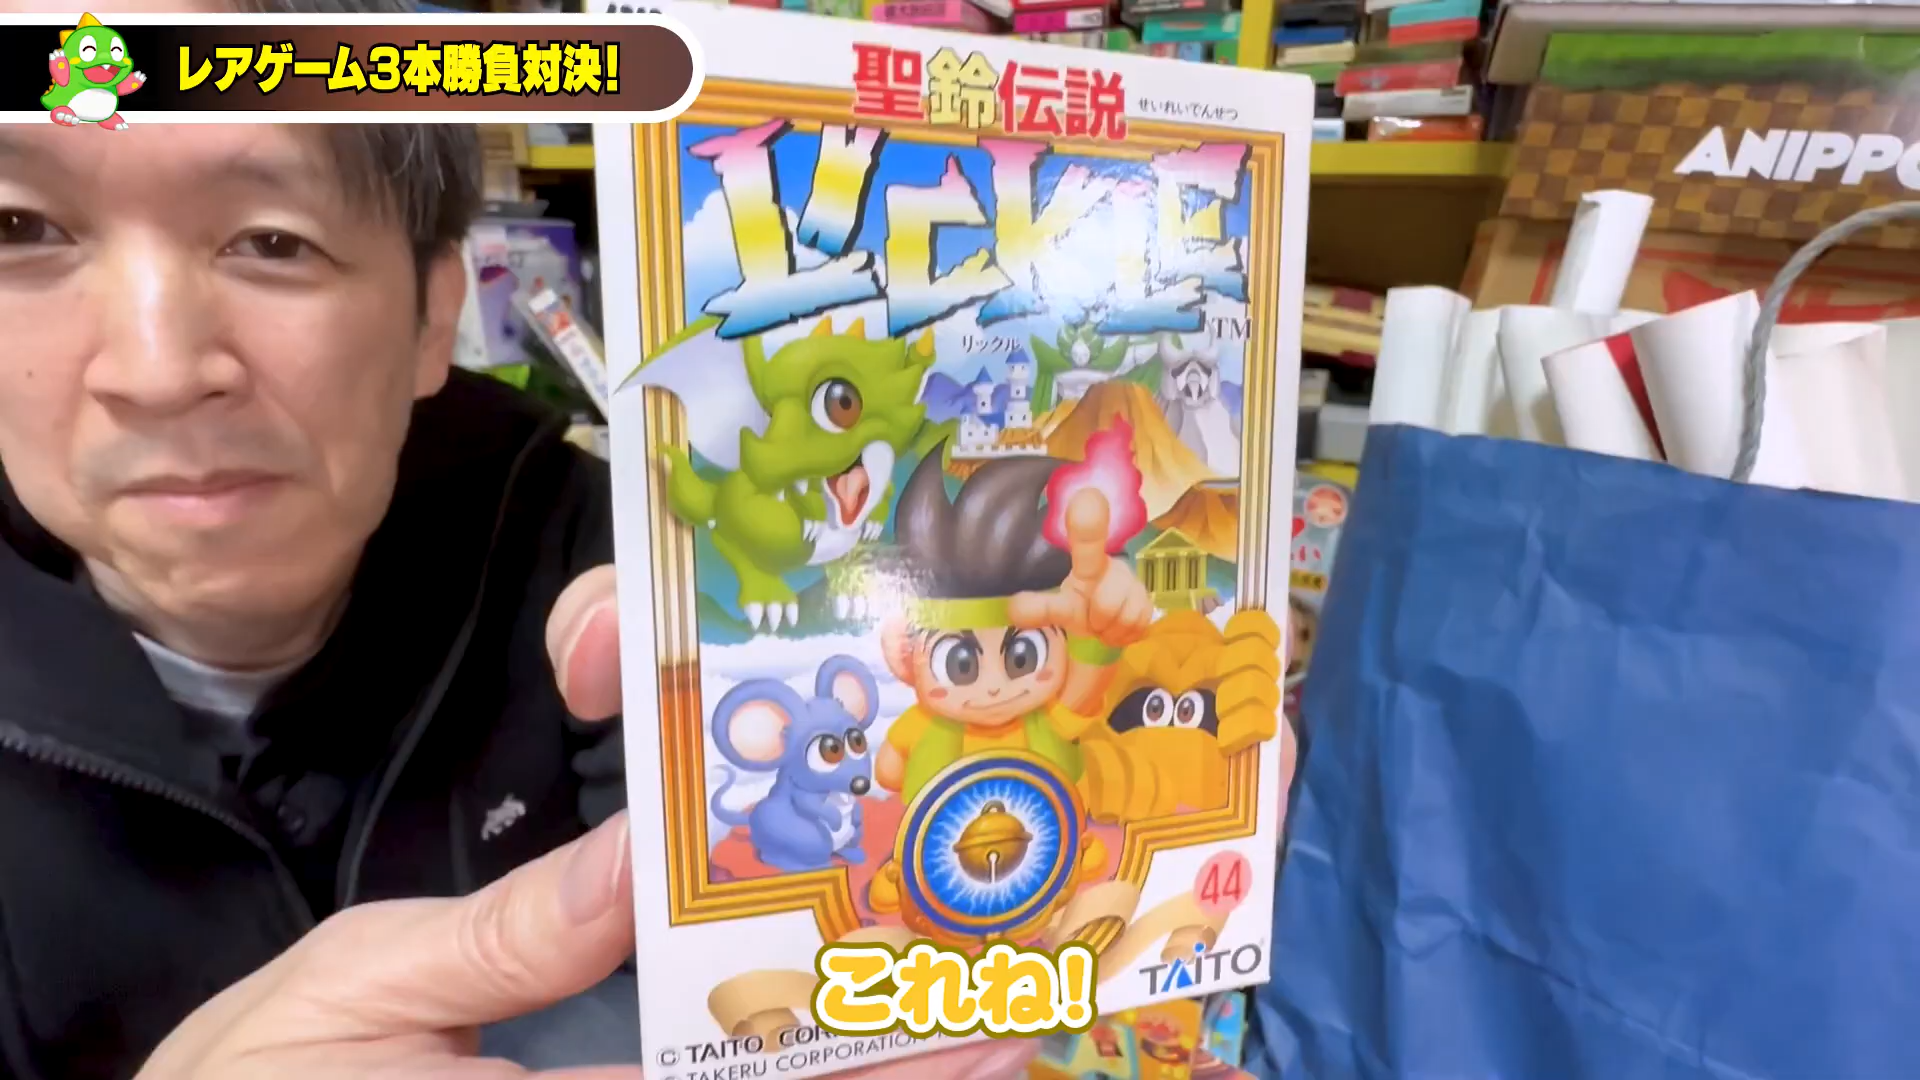 レアゲーム3本勝負対決!
聖鈴伝説
せいれいでんせつ
LICKLE
TM
リックル
ANIPPO
44
TAITO
これね!
© TAITO COR
TAKERU CORPORATION